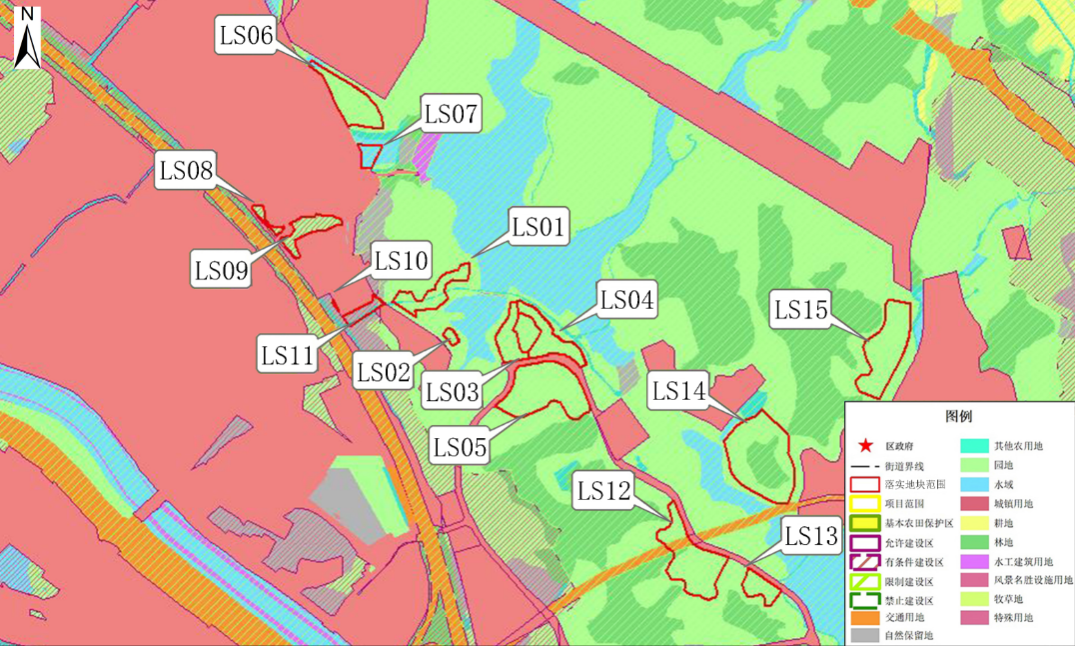 N
LS06
LS07
LS08
LS01
LS09
LS10
LS04
LS15
LS11
LS02
LS03
LS14
LS05
LS12
LS13
图例
区政府
街道界线
落实地块范围
项目范围
基本农田保护区
允许建设区
有条件建设区
限制建设区
禁止建设区
交通用地
自然保留地
其他农用地
园地
水域
城镇用地
耕地
林地
水工建筑用地
风景名胜设施用地
牧草地
特殊用地